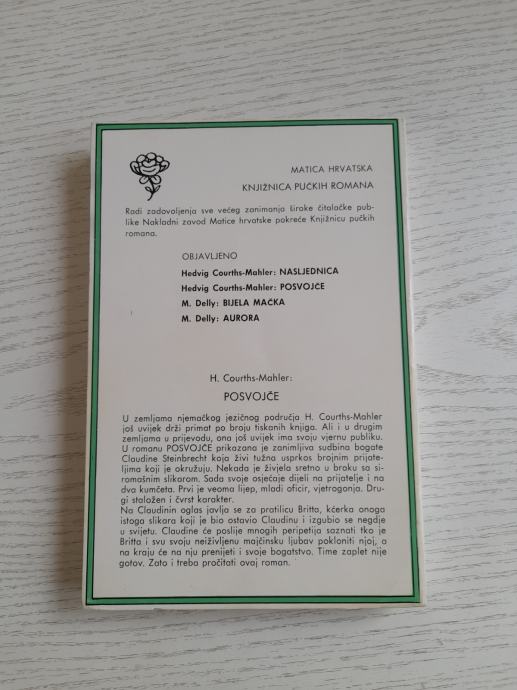 MATICA HRVATSKA
KNJIŽNICA PUČKIH ROMANA
Radi zadovoljenja sve većeg zanimanja široke čitalačke pub-
like Nakladni zavod Matice hrvatske pokreće Knjižnicu pučkih
romana.
OBJAVLJENO
Hedvig Courths-Mahler: NASLJEDNICA
Hedvig Courths-Mahler: POSVOJČE
M. Delly: BIJELA MAČKA
M. Delly: AURORA
H. Courths-Mahler:
POSVOJČE
U zemljama njemačkog jezičnog područja H. Courths-Mahler
još uvijek drži primat po broju tiskanih knjiga. Ali i u drugim
zemljama u prijevodu, ona još uvijek ima svoju vjernu publiku.
U romanu POSVOJČE prikazana je zanimljiva sudbina bogate
Claudine Steinbrecht koja živi tužna usprkos brojnim prijate-
ljima koji je okružuju. Nekada je živjela sretno u braku sa si-
romašnim slikarom. Sada svoje osjećaje dijeli na prijatelje i na
dva kumčeta. Prvi je veoma lijep, mladi oficir, vjetrogonja. Dru-
gi staložen i čvrst karakter.
Na Claudinin oglas javlja se za pratilicu Britta, kćerka onoga
istoga slikara koji je bio ostavio Claudinu i izgubio se negdje
u svijetu. Claudine će poslije mnogih peripetija saznati tko je
Britta i svu svoju neiživljenu majčinsku ljubav pokloniti njoj, a
na kraju će na nju prenijeti i svoje bogatstvo. Time zaplet nije
gotov. Zato i treba pročitati ovaj roman.